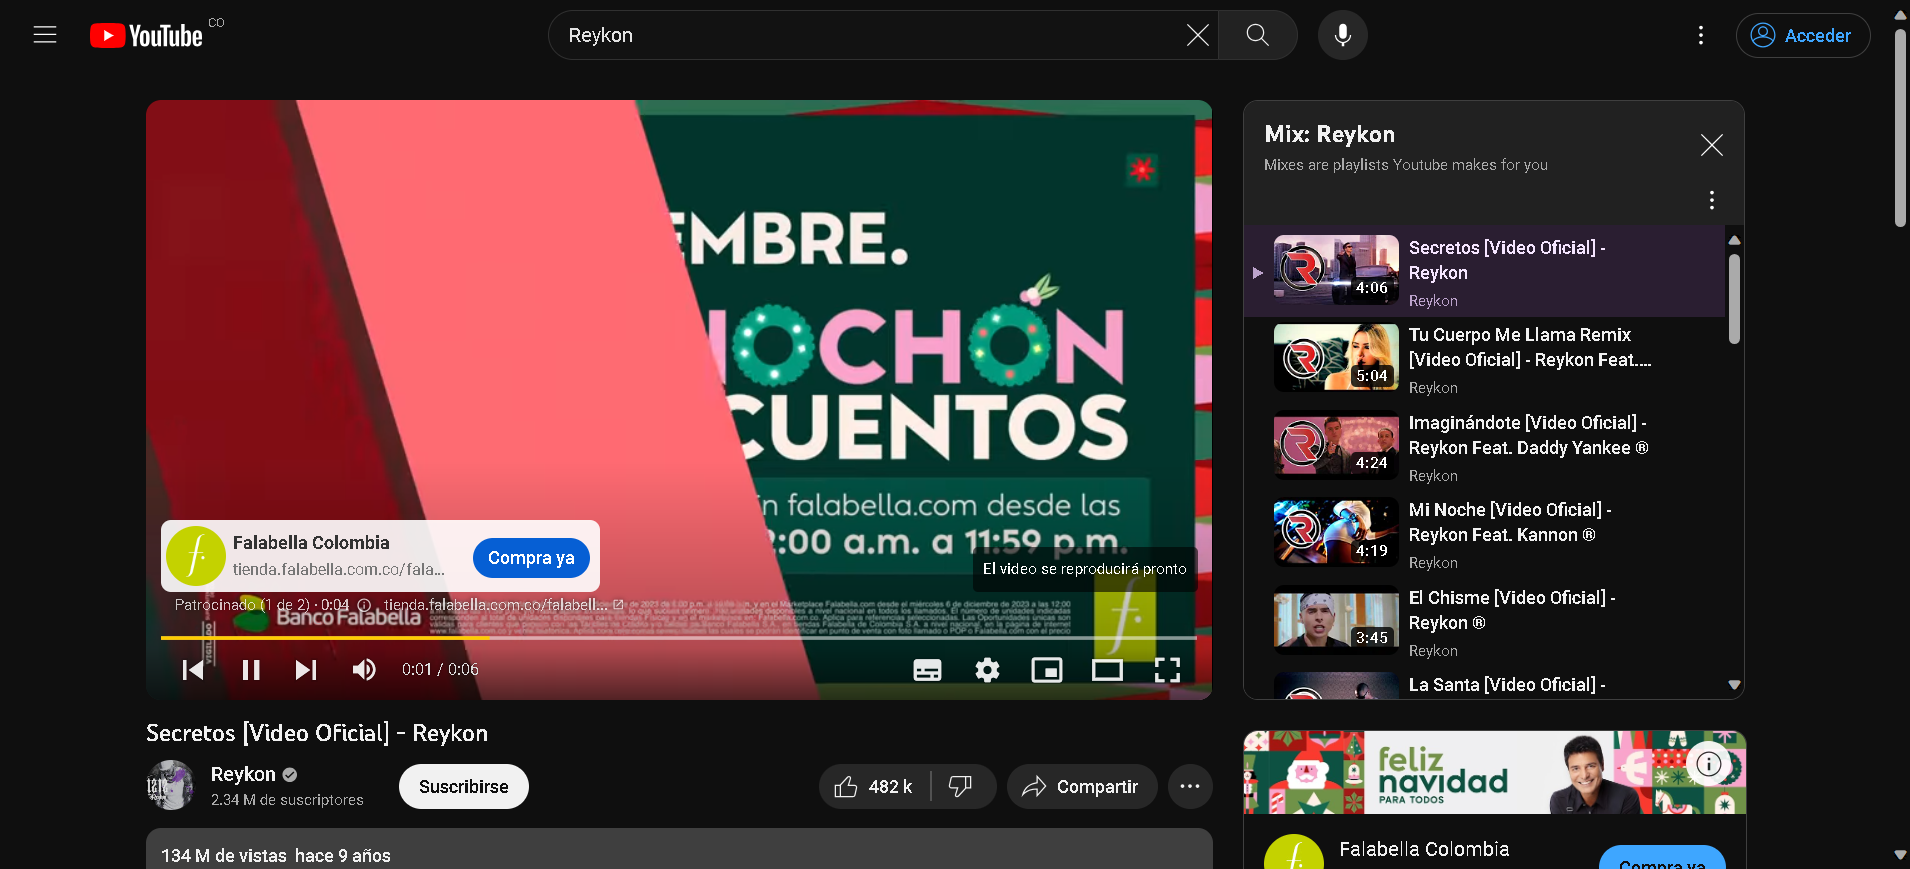 YouTube CO
Reykon
Acceder
EMBRE.
NOCHÓN
CUENTOS
n falabella.com desde las
:00 a.m. a 11:59 p.m.
Falabella Colombia
tienda.falabella.com.co/fala...
Compra ya
El video se reproducirá pronto
Patrocinado (1 de 2) · 0:04
tienda.falabella.com.co/falabell...
Banco Falabella
VIGILADO
0:01 / 0:06
Secretos [Video Oficial] - Reykon
Reykon
2.34 M de suscriptores
Suscribirse
482 k
Compartir
134 M de vistas hace 9 años
Mix: Reykon
Mixes are playlists Youtube makes for you
Secretos [Video Oficial] -
Reykon
Reykon
4:06
Tu Cuerpo Me Llama Remix
[Video Oficial] - Reykon Feat....
Reykon
5:04
Imaginándote [Video Oficial] -
Reykon Feat. Daddy Yankee ®
Reykon
4:24
Mi Noche [Video Oficial] -
Reykon Feat. Kannon ®
Reykon
4:19
El Chisme [Video Oficial] -
Reykon ®
Reykon
3:45
La Santa [Video Oficial] -
feliz
navidad
PARA TODOS
Falabella Colombia
Compra ya